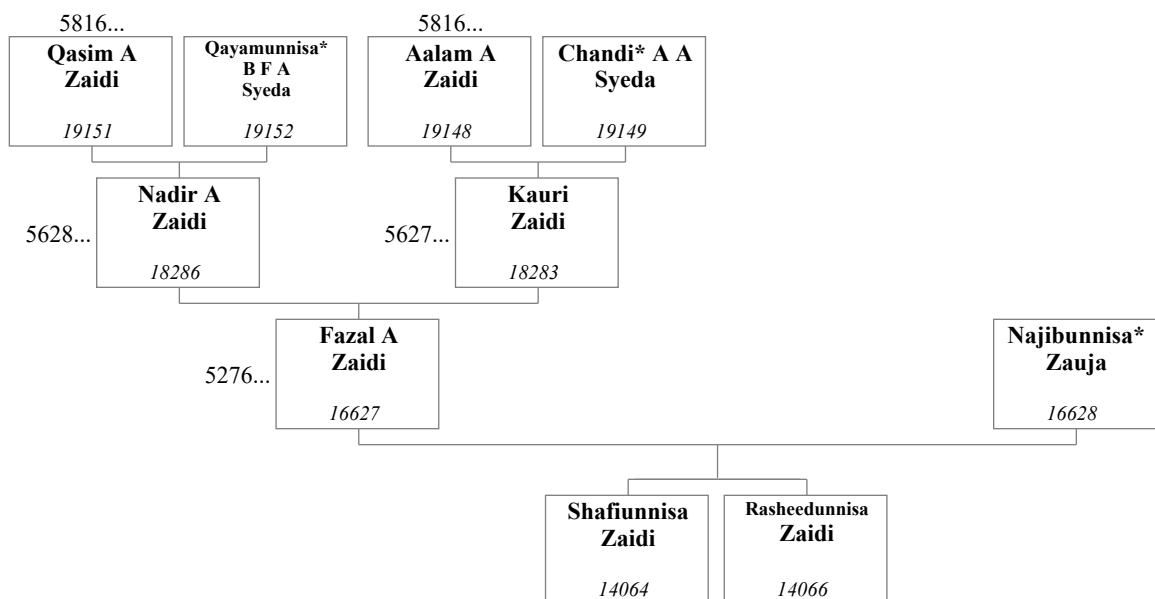 5816...
5816...
Qasim A
Zaidi
19151
Qayamunnisa*
B F A
Syeda
19152
Aalam A
Zaidi
19148
Chandi* A A
Syeda
19149
5628...
Nadir A
Zaidi
18286
5627...
Kauri
Zaidi
18283
5276...
Fazal A
Zaidi
16627
Najibunnisa*
Zauja
16628
Shafiunnisa
Zaidi
14064
Rasheedunnisa
Zaidi
14066